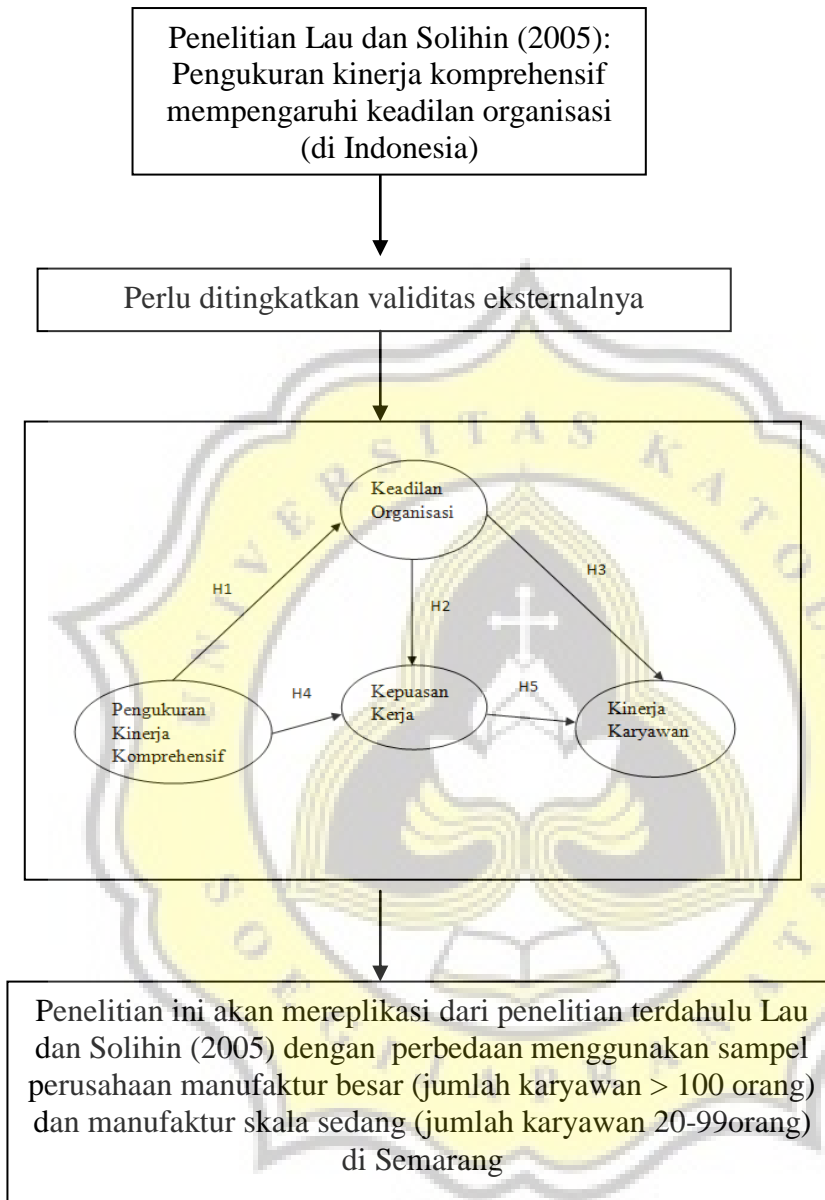 Penelitian Lau dan Solihin (2005):
Pengukuran kinerja komprehensif
mempengaruhi keadilan organisasi
(di Indonesia)
Perlu ditingkatkan validitas eksternalnya
Keadilan
Organisasi
H1
H2
H3
H4
H5
Pengukuran
Kinerja
Komprehensif
Kepuasan
Kerja
Kinerja
Karyawan
Penelitian ini akan mereplikasi dari penelitian terdahulu Lau
dan Solihin (2005) dengan perbedaan menggunakan sampel
perusahaan manufaktur besar (jumlah karyawan > 100 orang)
dan manufaktur skala sedang (jumlah karyawan 20-99orang)
di Semarang
UNIVERSITAS KATO